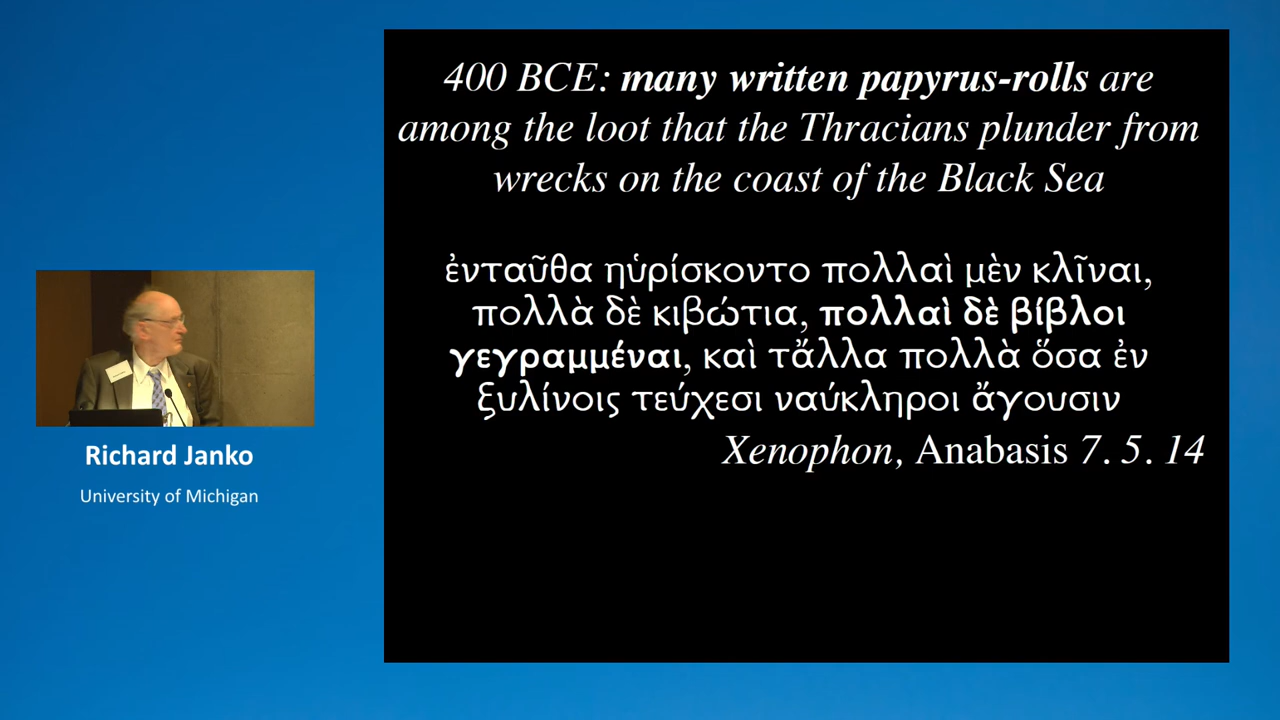 400 BCE: many written papyrus-rolls are
among the loot that the Thracians plunder from
wrecks on the coast of the Black Sea
ἐνταῦθα ηὑρίσκοντο πολλαὶ μὲν κλῖναι,
πολλὰ δὲ κιβώτια, πολλαὶ δὲ βίβλοι
γεγραμμέναι, καὶ τἄλλα πολλὰ ὅσα ἐν
ξυλίνοις τεύχεσι ναύκληροι ἄγουσιν
Xenophon, Anabasis 7. 5. 14
Richard Janko
University of Michigan